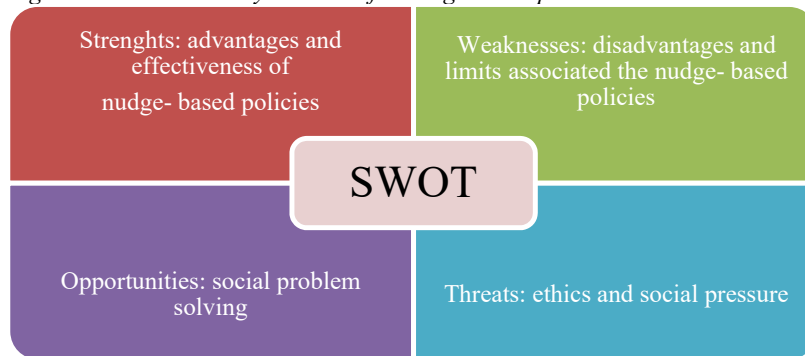 Strenghts: advantages and
effectiveness of
nudge- based policies
Weaknesses: disadvantages and
limits associated the nudge- based
policies
SWOT
Opportunities: social problem
solving
Threats: ethics and social pressure